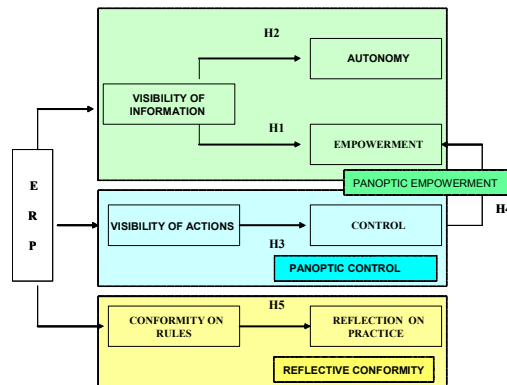 H2
AUTONOMY
VISIBILITY OF
INFORMATION
H1
EMPOWERMENT
PANOPTIC EMPOWERMENT
E
R
P
H4
VISIBILITY OF ACTIONS
H3
CONTROL
PANOPTIC CONTROL
H5
CONFORMITY ON
RULES
REFLECTION ON
PRACTICE
REFLECTIVE CONFORMITY